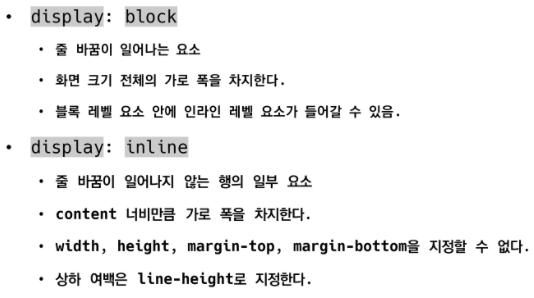 • display: block
• 줄 바꿈이 일어나는 요소
• 화면 크기 전체의 가로 폭을 차지한다.
• 블록 레벨 요소 안에 인라인 레벨 요소가 들어갈 수 있음.
• display: inline
• 줄 바꿈이 일어나지 않는 행의 일부 요소
• content 너비만큼 가로 폭을 차지한다.
• width, height, margin-top, margin-bottom을 지정할 수 없다.
• 상하 여백은 line-height로 지정한다.